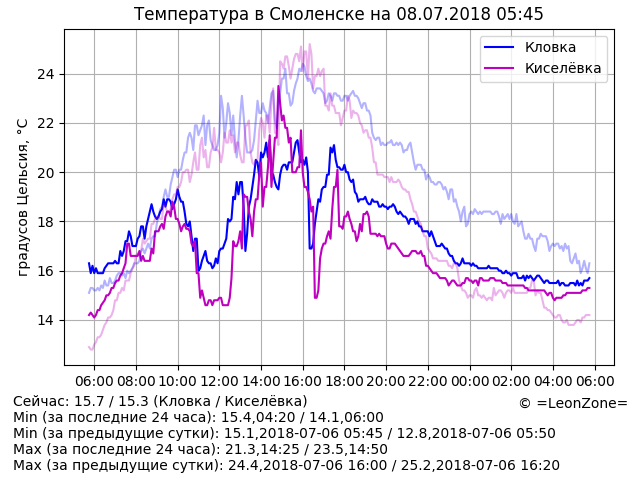 Температура в Смоленске на 08.07.2018 05:45
Кловка
Киселёвка
градусов Цельсия, °C
24
22
20
18
16
14
06:00 08:00 10:00 12:00 14:00 16:00 18:00 20:00 22:00 00:00 02:00 04:00 06:00
Сейчас: 15.7 / 15.3 (Кловка / Киселёвка)
© =LeonZone=
Min (за последние 24 часа): 15.4,04:20 / 14.1,06:00
Min (за предыдущие сутки): 15.1,2018-07-06 05:45 / 12.8,2018-07-06 05:50
Max (за последние 24 часа): 21.3,14:25 / 23.5,14:50
Max (за предыдущие сутки): 24.4,2018-07-06 16:00 / 25.2,2018-07-06 16:20